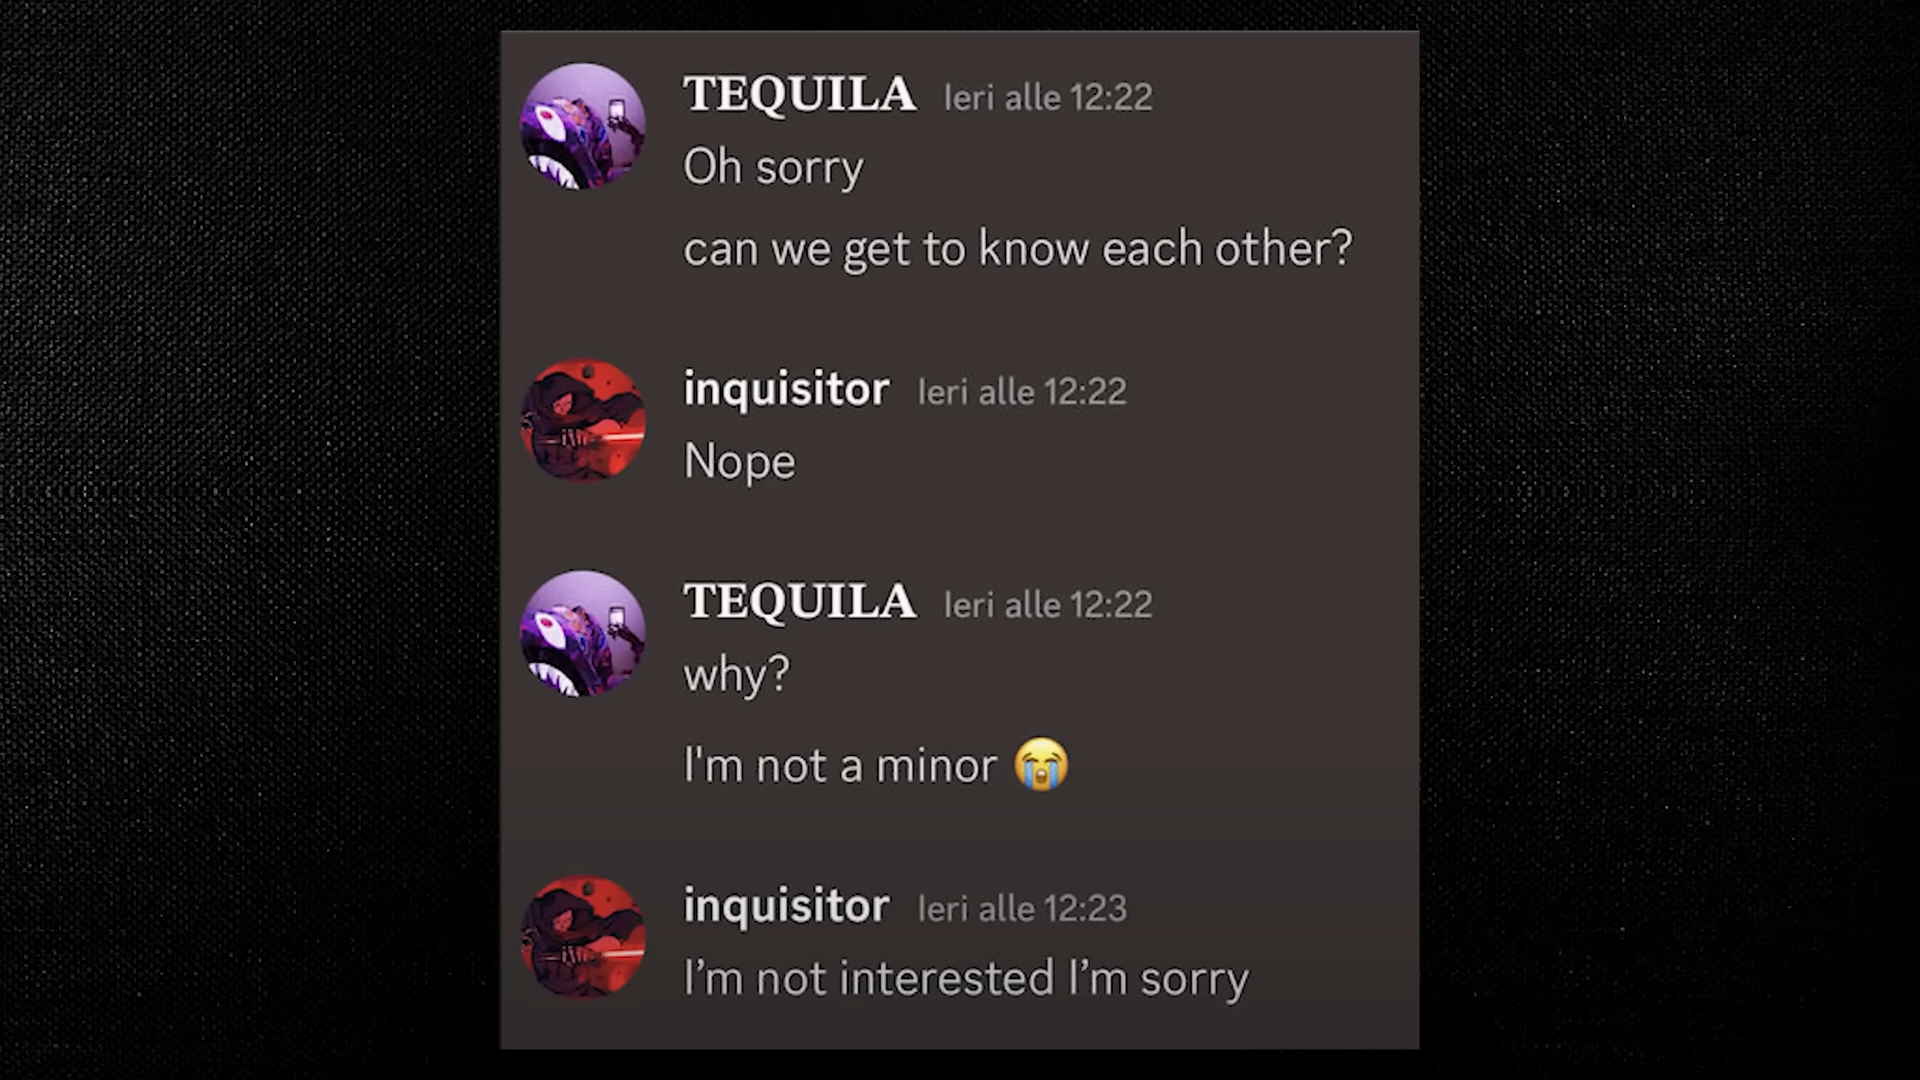 TEQUILA Ieri alle 12:22
Oh sorry
can we get to know each other?
inquisitor Ieri alle 12:22
Nope
TEQUILA Ieri alle 12:22
why?
I'm not a minor 😭
inquisitor Ieri alle 12:23
I’m not interested I’m sorry